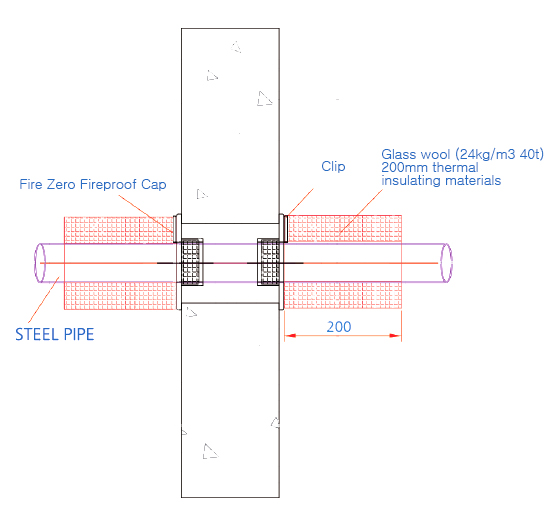 Glass wool (24kg/m3 40t)
200mm thermal
insulating materials
Clip
Fire Zero Fireproof Cap
STEEL PIPE
200